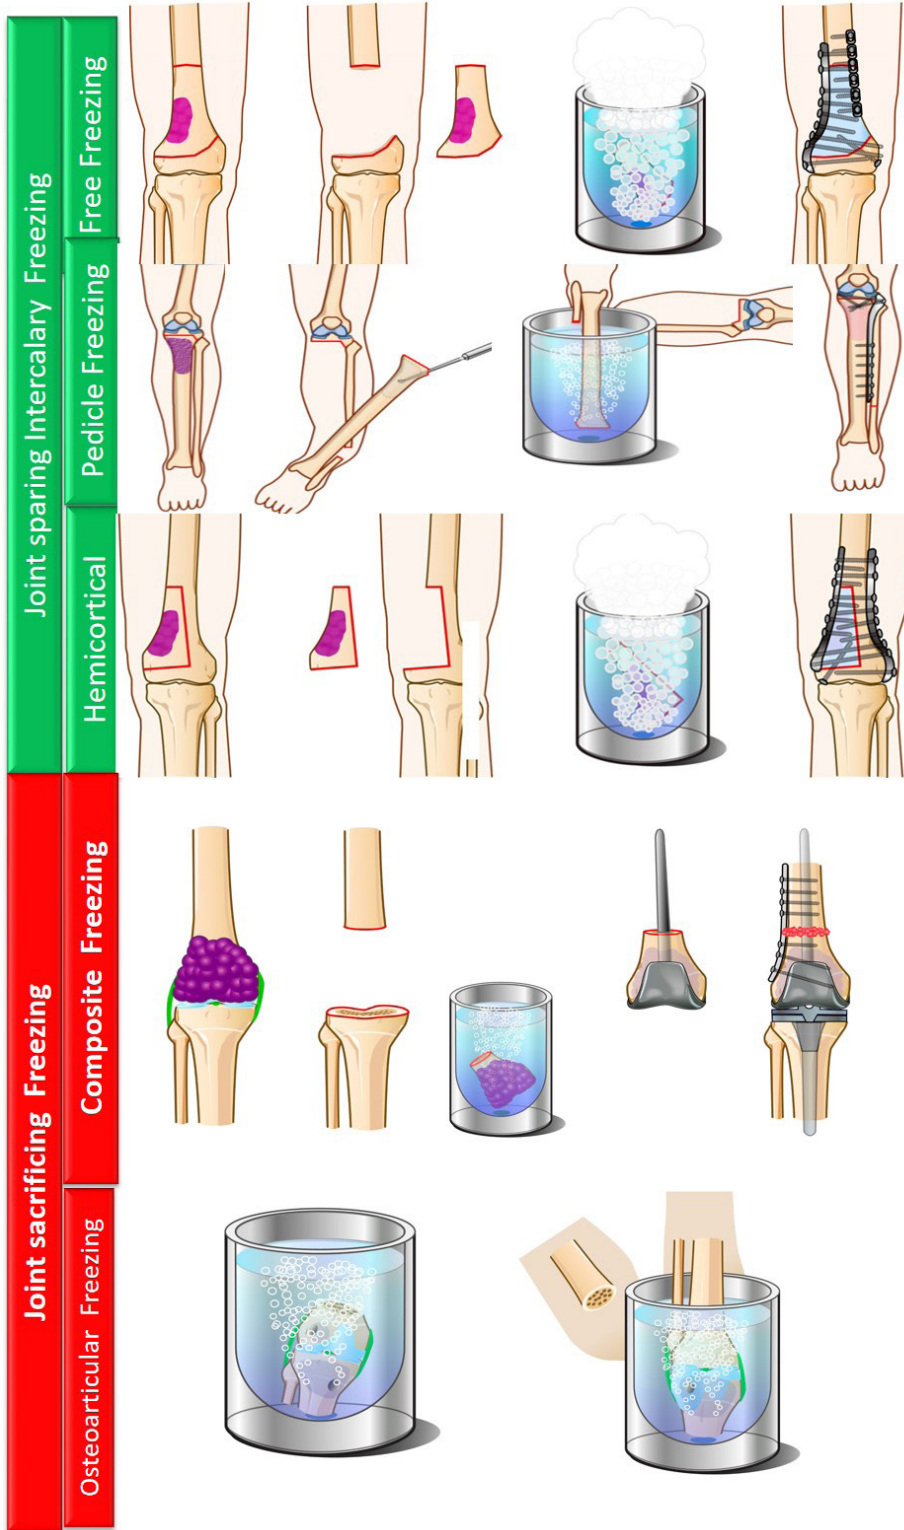 Joint sparing Intercalary Freezing
Free Freezing
Pedicle Freezing
Hemicortical
Joint sacrificing Freezing
Composite Freezing
Osteoarticular Freezing